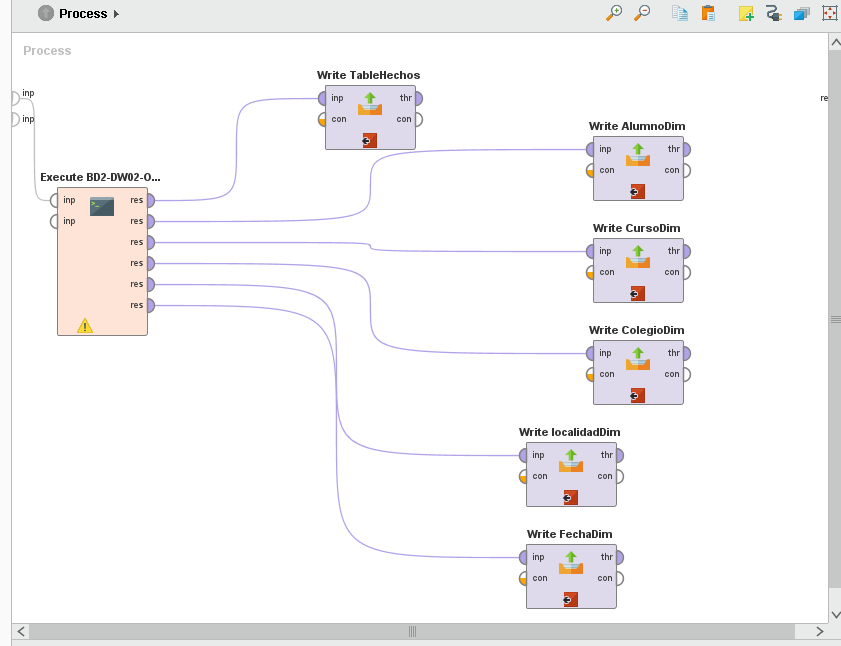 Process
Process
inp
inp
re
Write TableHechos
inp thr
con con
Write AlumnoDim
inp thr
con con
Execute BD2-DW02-O...
inp res
inp res
res
res
res
res
Write CursoDim
inp thr
con con
Write ColegioDim
inp thr
con con
Write localidadDim
inp thr
con con
Write FechaDim
inp thr
con con